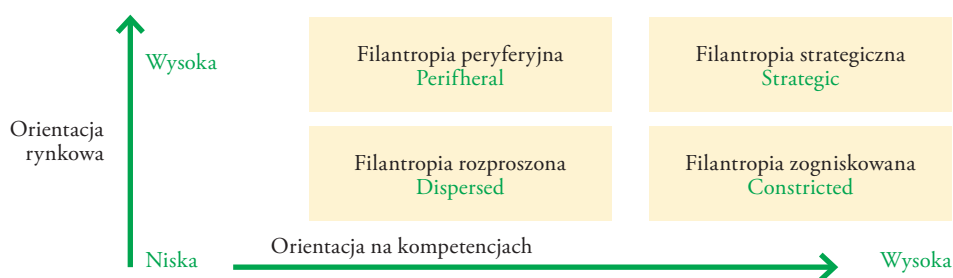 Wysoka
Filantropia peryferyjna
Perifheral
Filantropia strategiczna
Strategic
Orientacja
rynkowa
Filantropia rozproszona
Dispersed
Filantropia zogniskowana
Constricted
Niska
Orientacja na kompetencjach
Wysoka